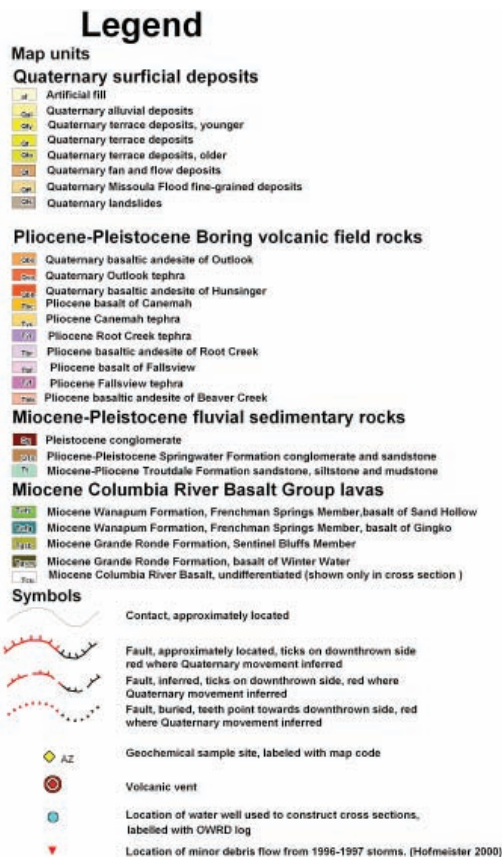 Legend
Map units
Quaternary surficial deposits
af Artificial fill
Quaternary alluvial deposits
Quaternary terrace deposits, younger
Quaternary terrace deposits
Quaternary terrace deposits, older
Quaternary fan and flow deposits
Quaternary Missoula Flood fine-grained deposits
Quaternary landslides
Pliocene-Pleistocene Boring volcanic field rocks
Quaternary basaltic andesite of Outlook
Quaternary Outlook tephra
Quaternary basaltic andesite of Hunsinger
Pliocene basalt of Canemah
Pliocene Canemah tephra
Pliocene Root Creek tephra
Pliocene basaltic andesite of Root Creek
Pliocene basalt of Fallsview
Pliocene Fallsview tephra
Pliocene basaltic andesite of Beaver Creek
Miocene-Pleistocene fluvial sedimentary rocks
Pleistocene conglomerate
Pliocene-Pleistocene Springwater Formation conglomerate and sandstone
Miocene-Pliocene Troutdale Formation sandstone, siltstone and mudstone
Miocene Columbia River Basalt Group lavas
Miocene Wanapum Formation, Frenchman Springs Member,basalt of Sand Hollow
Miocene Wanapum Formation, Frenchman Springs Member, basalt of Gingko
Miocene Grande Ronde Formation, Sentinel Bluffs Member
Miocene Grande Ronde Formation, basalt of Winter Water
Miocene Columbia River Basalt, undifferentiated (shown only in cross section )
Symbols
Contact, approximately located
Fault, approximately located, ticks on downthrown side
red where Quaternary movement inferred
Fault, inferred, ticks on downthrown side, red where
Quaternary movement inferred
Fault, buried, teeth point towards downthrown side, red
where Quaternary movement inferred
AZ Geochemical sample site, labeled with map code
Volcanic vent
Location of water well used to construct cross sections,
labelled with OWRD log
Location of minor debris flow from 1996-1997 storms. (Hofmeister 2000)